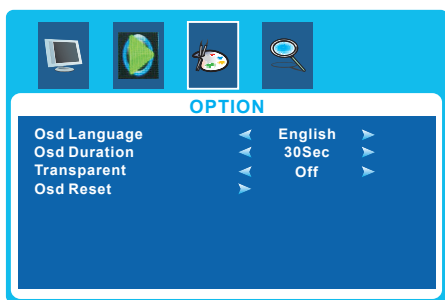 OPTION
Osd Language English
Osd Duration 30Sec
Transparent Off
Osd Reset